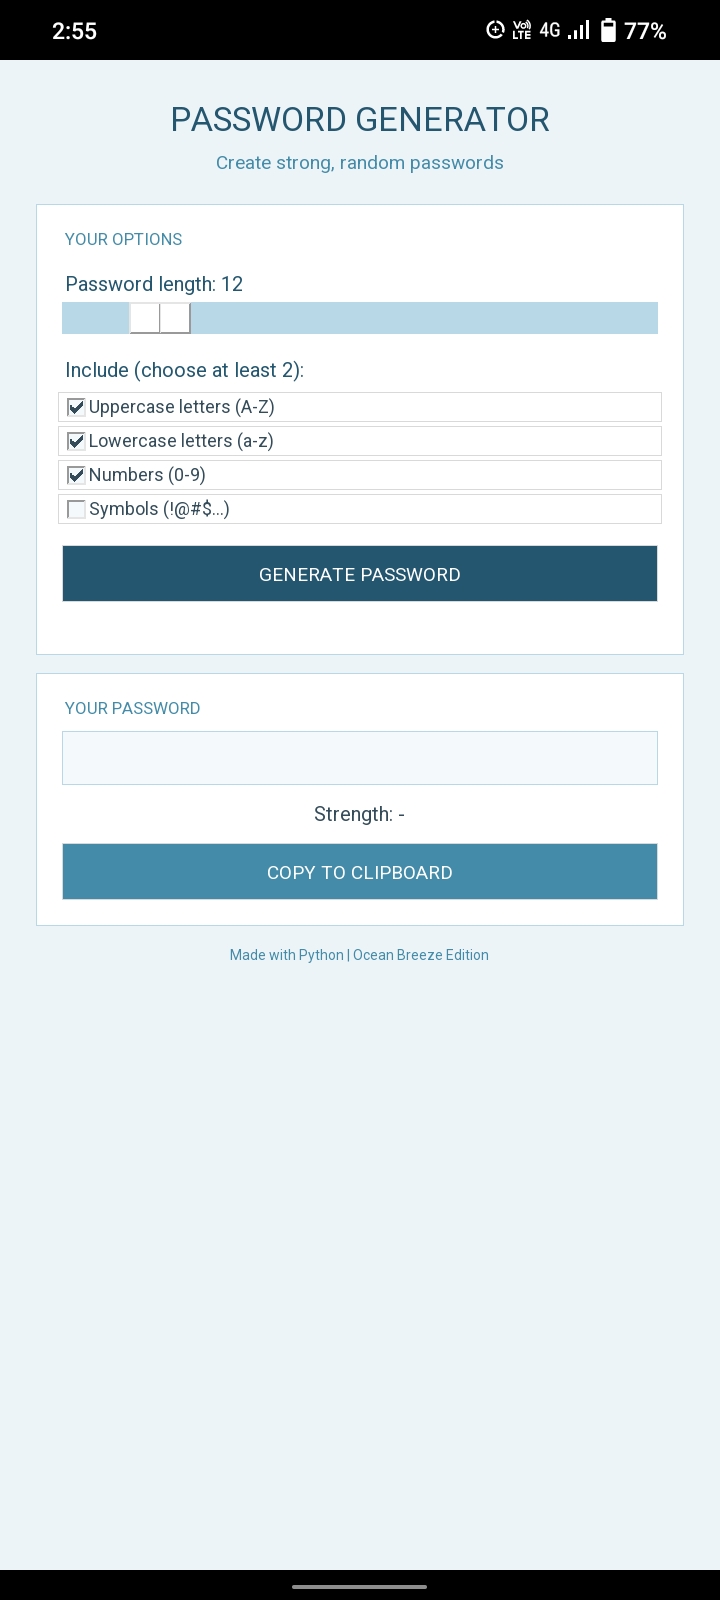 2:55
Vo)) LTE 4G 77%
PASSWORD GENERATOR
Create strong, random passwords
YOUR OPTIONS
Password length: 12
Include (choose at least 2):
Uppercase letters (A-Z)
Lowercase letters (a-z)
Numbers (0-9)
Symbols (!@#$...)
GENERATE PASSWORD
YOUR PASSWORD
Strength: -
COPY TO CLIPBOARD
Made with Python | Ocean Breeze Edition